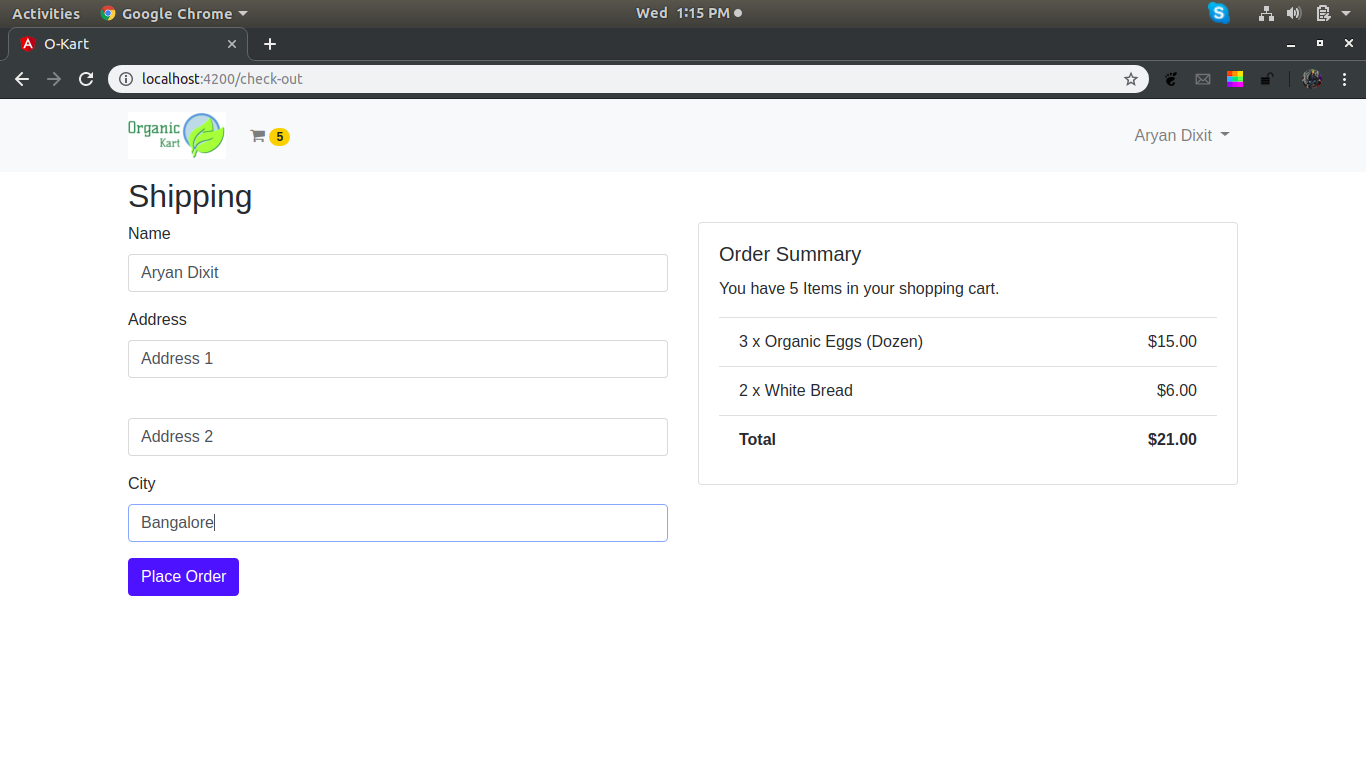 Activities Google Chrome Wed 1:15 PM
O-Kart
localhost:4200/check-out
Organic Kart 5 Aryan Dixit
Shipping
Name
Aryan Dixit
Address
Address 1
Address 2
City
Bangalore
Place Order
Order Summary
You have 5 Items in your shopping cart.
3 x Organic Eggs (Dozen) $15.00
2 x White Bread $6.00
Total $21.00